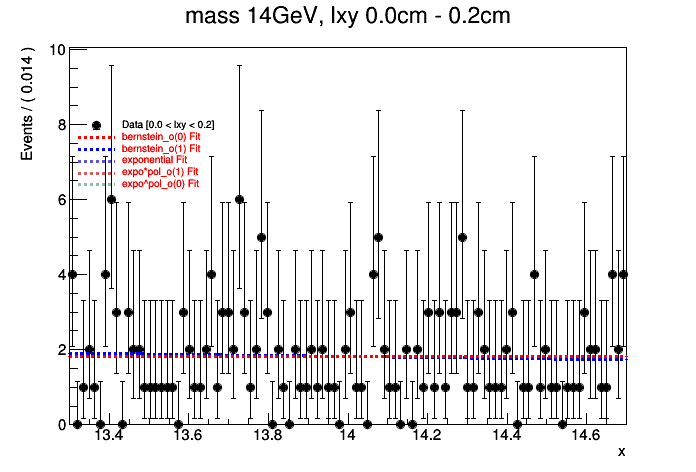 mass 14GeV, lxy 0.0cm - 0.2cm
Events / ( 0.014 )
10
8
6
4
2
0
Data [0.0 < lxy < 0.2]
bernstein_o(0) Fit
bernstein_o(1) Fit
exponential Fit
expo*pol_o(1) Fit
expo^pol_o(0) Fit
13.4 13.6 13.8 14 14.2 14.4 14.6
x